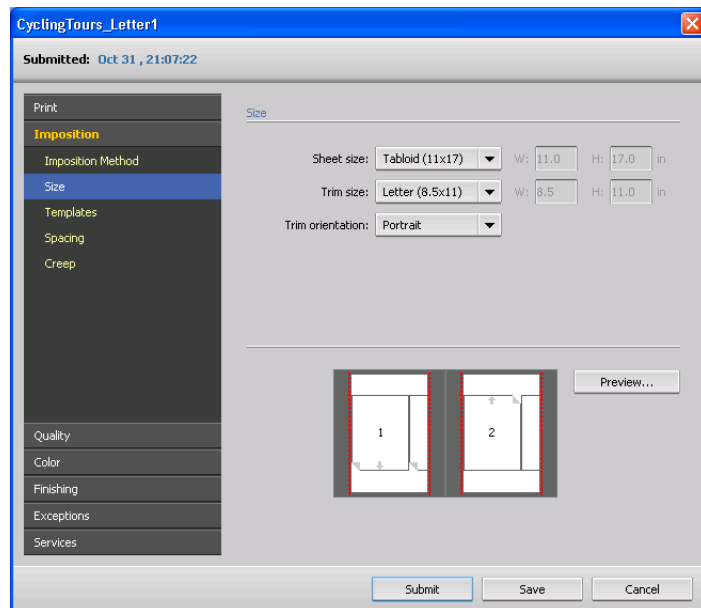 CyclingTours_Letter1
Submitted: Oct 31 , 21:07:22
Print
Imposition
Imposition Method
Size
Templates
Spacing
Creep
Quality
Color
Finishing
Exceptions
Services
Size
Sheet size: Tabloid (11x17) W: 11.0 H: 17.0 in
Trim size: Letter (8.5x11) W: 8.5 H: 11.0 in
Trim orientation: Portrait
1 2
Preview...
Submit Save Cancel